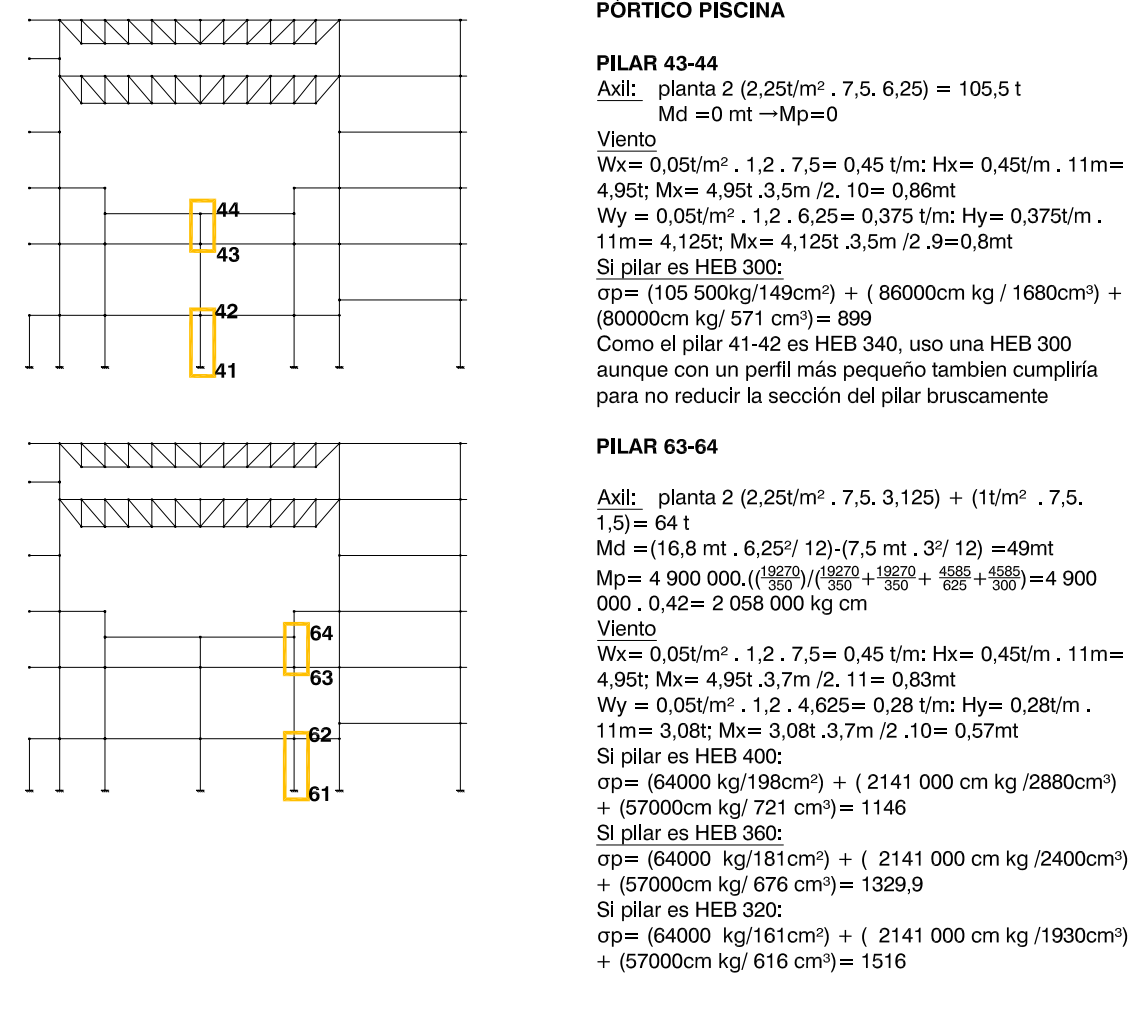 PÓRTICO PISCINA
PILAR 43-44
Axil: planta 2 (2,25t/m² . 7,5. 6,25) = 105,5 t
Md =0 mt →Mp=0
Viento
Wx= 0,05t/m² . 1,2 . 7,5= 0,45 t/m: Hx= 0,45t/m . 11m=
4,95t; Mx= 4,95t .3,5m /2. 10= 0,86mt
Wy = 0,05t/m² . 1,2 . 6,25= 0,375 t/m: Hy= 0,375t/m .
11m= 4,125t; Mx= 4,125t .3,5m /2 .9=0,8mt
Si pilar es HEB 300:
σp= (105 500kg/149cm²) + ( 86000cm kg / 1680cm³) +
(80000cm kg/ 571 cm³)= 899
Como el pilar 41-42 es HEB 340, uso una HEB 300
aunque con un perfil más pequeño tambien cumpliría
para no reducir la sección del pilar bruscamente
44
43
42
41
PILAR 63-64
Axil: planta 2 (2,25t/m² . 7,5. 3,125) + (1t/m² . 7,5.
1,5)= 64 t
Md =(16,8 mt . 6,25²/ 12)-(7,5 mt . 3²/ 12) =49mt
Mp= 4 900 000.((19270/350)/(19270/350+19270/350+ 4585/625+4585/300)=4 900
000 . 0,42= 2 058 000 kg cm
Viento
Wx= 0,05t/m² . 1,2 . 7,5= 0,45 t/m: Hx= 0,45t/m . 11m=
4,95t; Mx= 4,95t .3,7m /2. 11= 0,83mt
Wy = 0,05t/m² . 1,2 . 4,625= 0,28 t/m: Hy= 0,28t/m .
11m= 3,08t; Mx= 3,08t .3,7m /2 .10= 0,57mt
Si pilar es HEB 400:
σp= (64000 kg/198cm²) + ( 2141 000 cm kg /2880cm³)
+ (57000cm kg/ 721 cm³)= 1146
SI pIlar es HEB 360:
σp= (64000 kg/181cm²) + ( 2141 000 cm kg /2400cm³)
+ (57000cm kg/ 676 cm³)= 1329,9
Si pilar es HEB 320:
σp= (64000 kg/161cm²) + ( 2141 000 cm kg /1930cm³)
+ (57000cm kg/ 616 cm³)= 1516
64
63
62
61